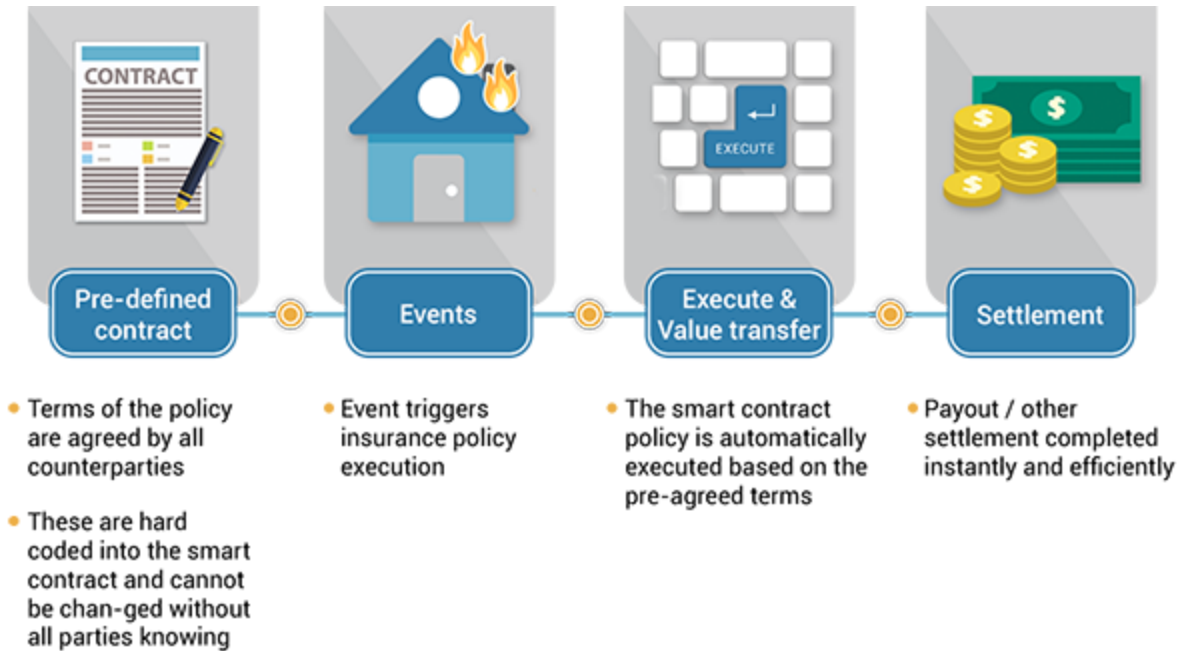 CONTRACT
EXECUTE
$
$
$
$
Pre-defined
contract
Events
Execute &
Value transfer
Settlement
Terms of the policy
are agreed by all
counterparties
These are hard
coded into the smart
contract and cannot
be chan-ged without
all parties knowing
Event triggers
insurance policy
execution
The smart contract
policy is automatically
executed based on the
pre-agreed terms
Payout / other
settlement completed
instantly and efficiently